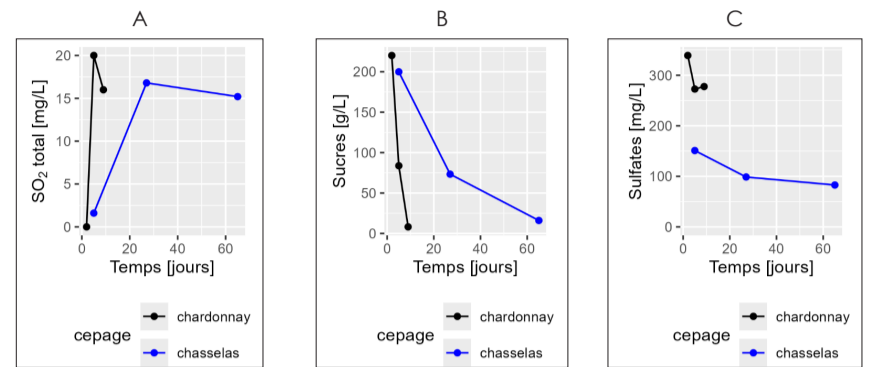 A
SO2 total [mg/L]
20
15
10
5
0
0 20 40 60
Temps [jours]
cepage
chardonnay
chasselas
B
Sucres [g/L]
200
150
100
50
0
0 20 40 60
Temps [jours]
cepage
chardonnay
chasselas
C
Sulfates [mg/L]
300
200
100
0
0 20 40 60
Temps [jours]
cepage
chardonnay
chasselas